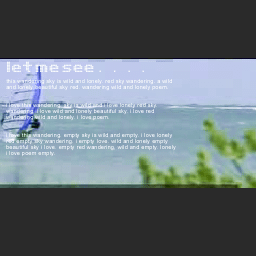 letmesee. . . .
this wandering sky is wild and lonely. red sky wandering. a wild
and lonely beautiful sky red. wandering wild and lonely poem.
i love this wandering. sky is wild and i love lonely red sky
wandering. i love wild and lonely beautiful sky. i love red
wandering wild and lonely. i love poem.
i love this wandering. empty sky is wild and empty. i love lonely
red empty sky wandering. i empty love. wild and lonely empty
beautiful sky i love. empty red wandering, wild and empty. lonely
i love poem empty.